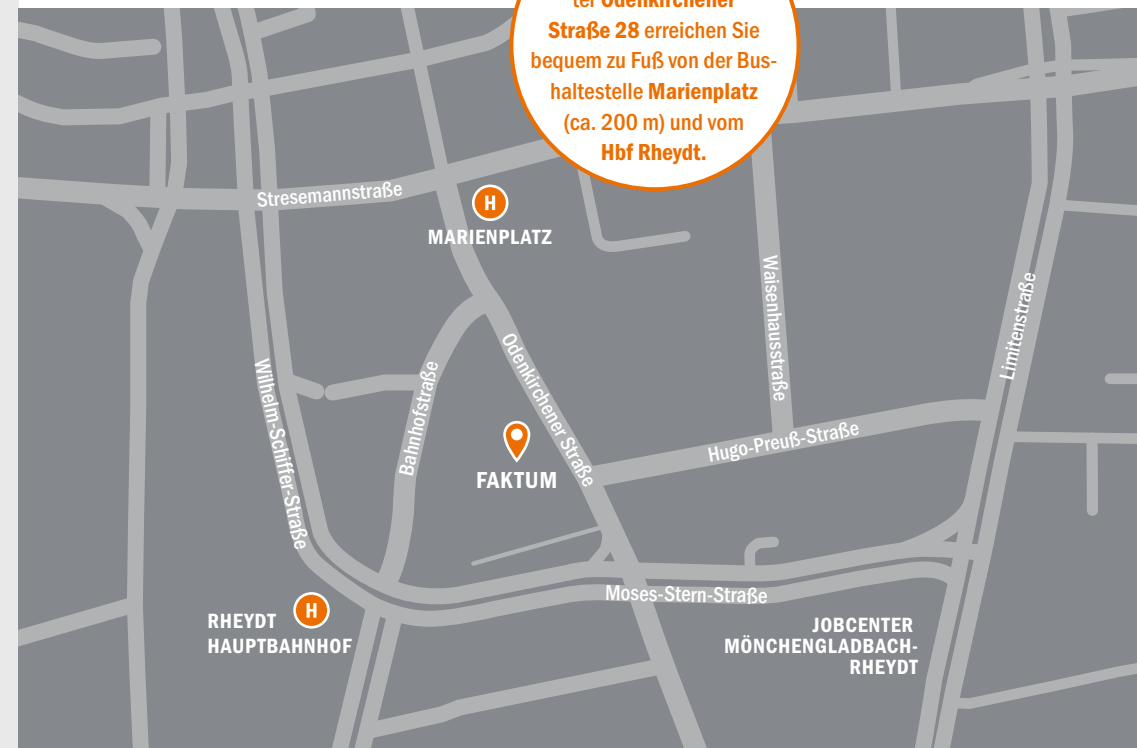 ter Odenkirchener
Straße 28 erreichen Sie
bequem zu Fuß von der Bus-
haltestelle Marienplatz
(ca. 200 m) und vom
Hbf Rheydt.
Stresemannstraße
H
MARIENPLATZ
Waisenhausstraße
Limitenstraße
Odenkirchener Straße
Wilhelm-Schiffer-Straße
Bahnhofstraße
Hugo-Preuß-Straße
FAKTUM
Moses-Stern-Straße
H
RHEYDT
HAUPTBAHNHOF
JOBCENTER
MÖNCHENGLADBACH-
RHEYDT